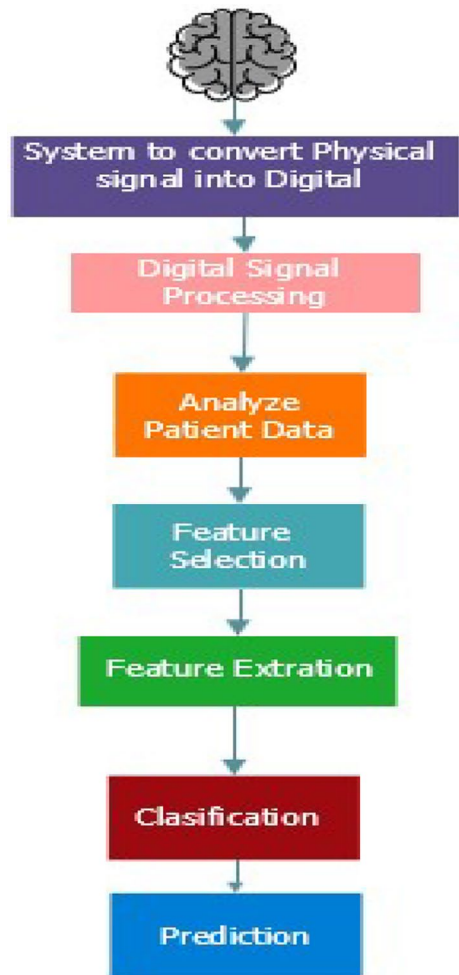 System to convert Physical
signal into Digital
Digital Signal
Processing
Analyze
Patient Data
Feature
Selection
Feature Extration
Clasification
Prediction